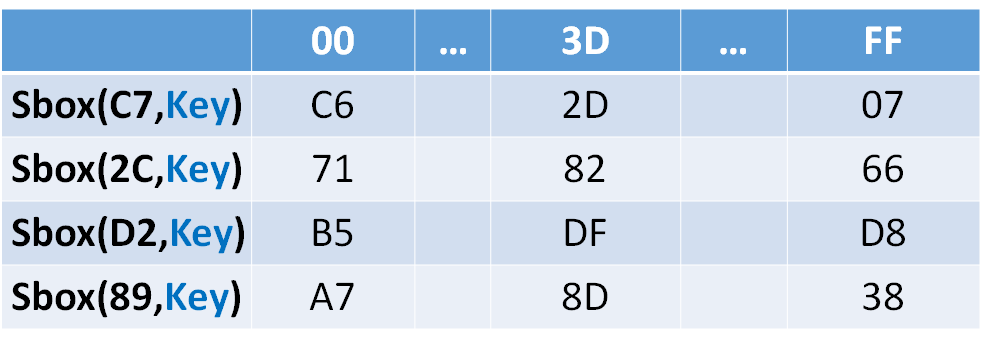 00 ... 3D ... FF
Sbox(C7,Key) C6 2D 07
Sbox(2C,Key) 71 82 66
Sbox(D2,Key) B5 DF D8
Sbox(89,Key) A7 8D 38